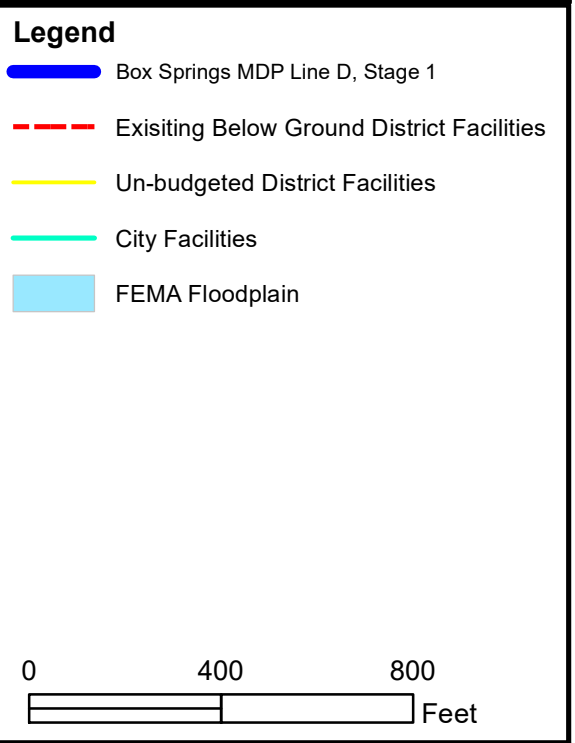 Legend
Box Springs MDP Line D, Stage 1
Exisiting Below Ground District Facilities
Un-budgeted District Facilities
City Facilities
FEMA Floodplain
0 400 800
Feet